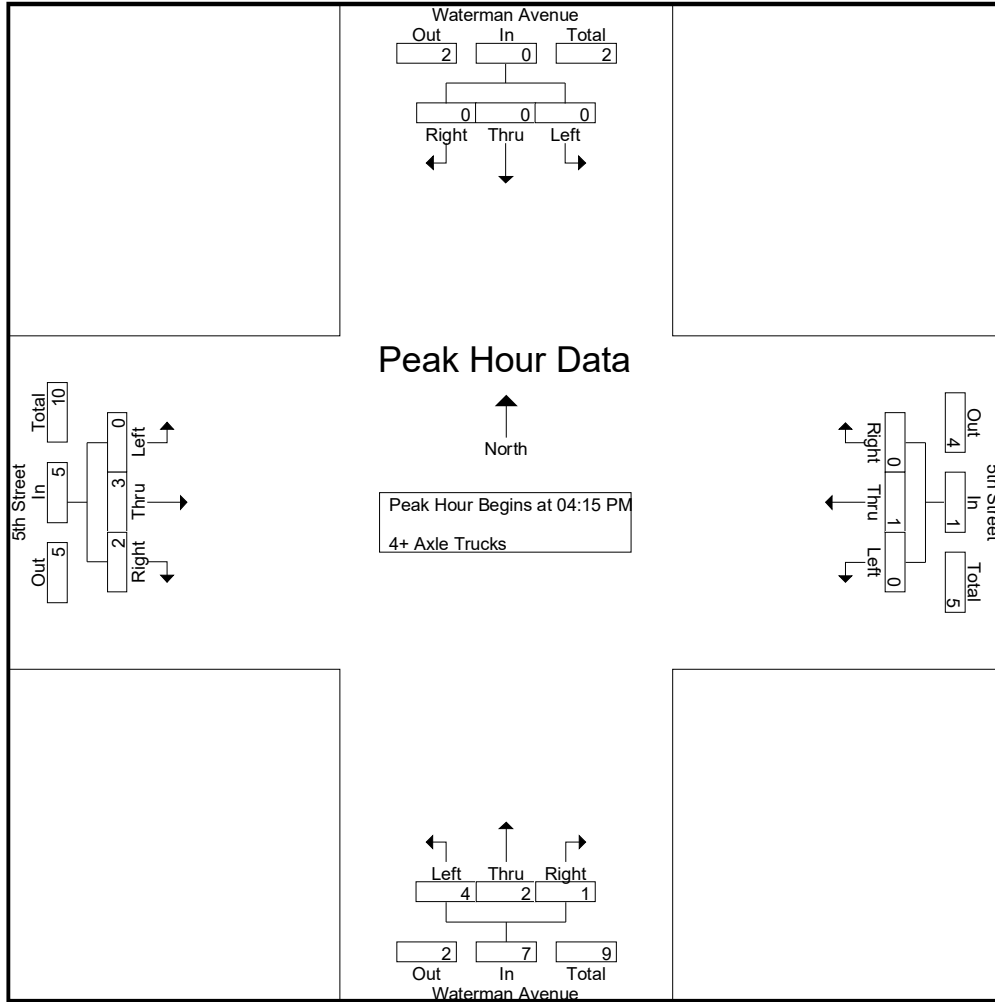 Waterman Avenue
Out In Total
2 0 2
0 0 0
Right Thru Left
Peak Hour Data
North
Peak Hour Begins at 04:15 PM
4+ Axle Trucks
5th Street
Total In Out
10 5 5
0 3 2
Left Thru Right
5th Street
Out In Total
4 1 5
Right Thru Left
0 1 0
Left Thru Right
4 2 1
2 7 9
Out In Total
Waterman Avenue